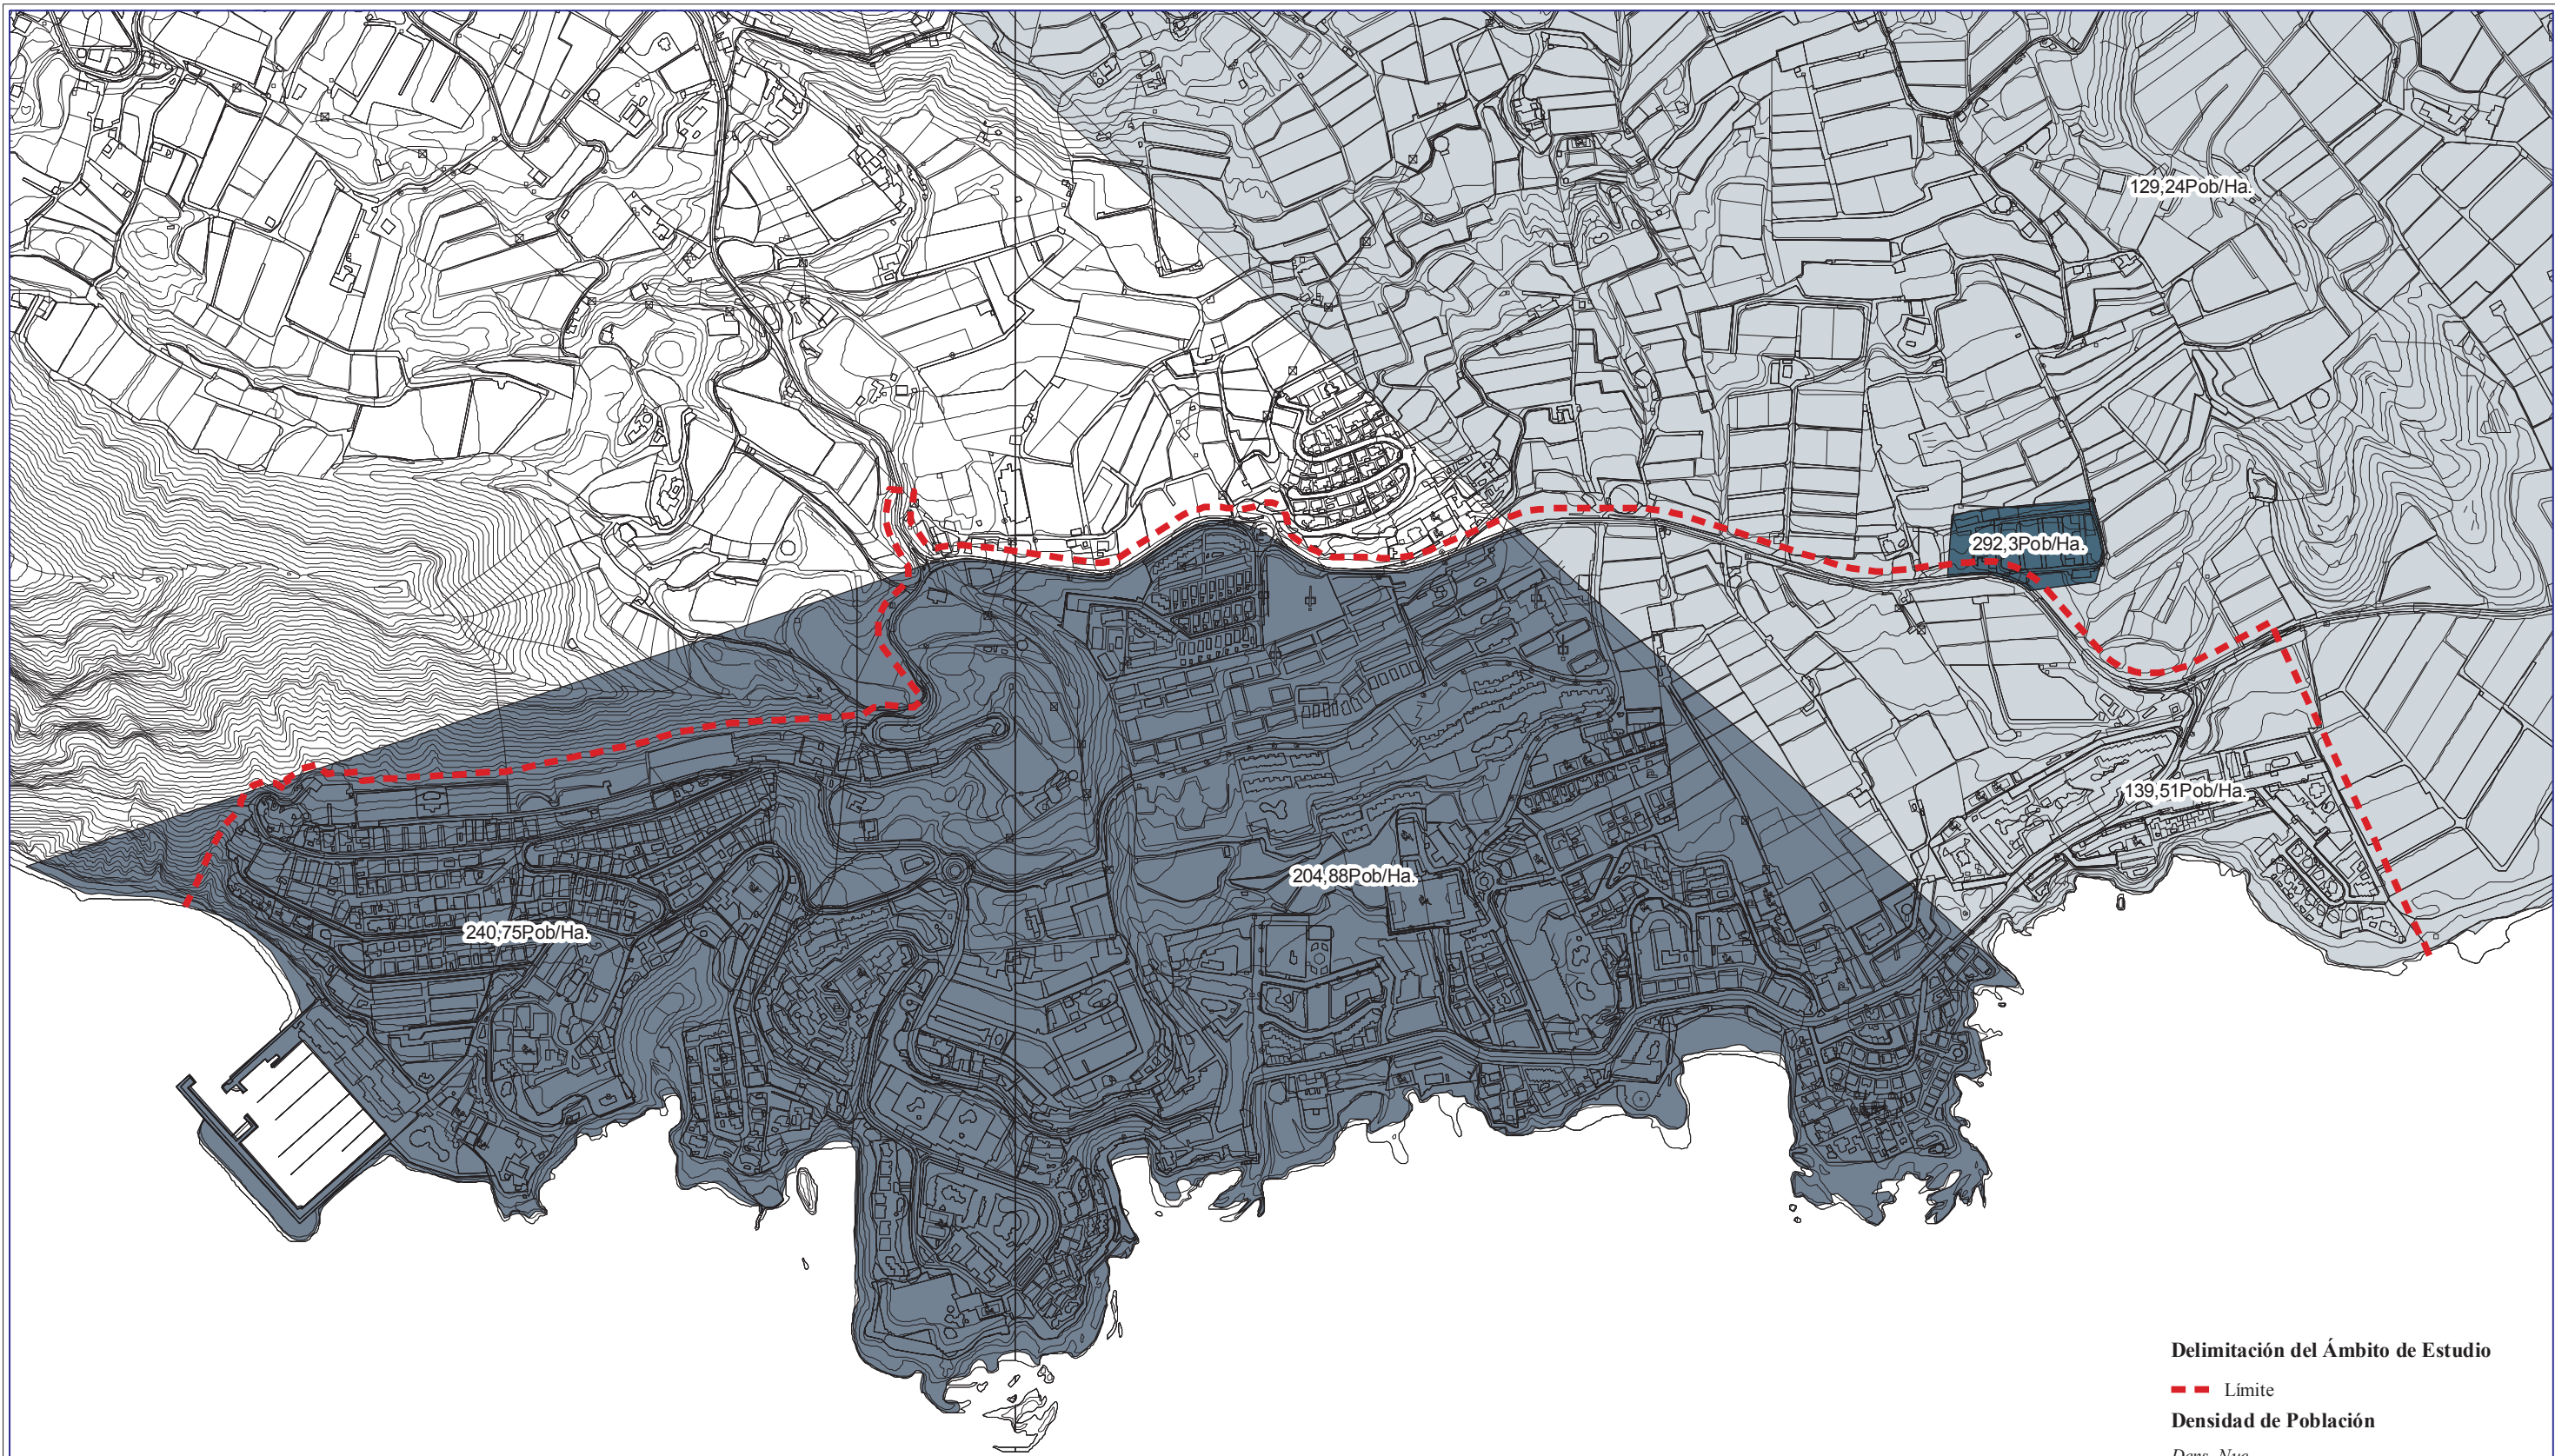 129,24Pob/Ha.
292,3Pob/Ha.
139,51Pob/Ha.
204,88Pob/Ha.
240,75Pob/Ha.
Delimitación del Ámbito de Estudio
Límite
Densidad de Población